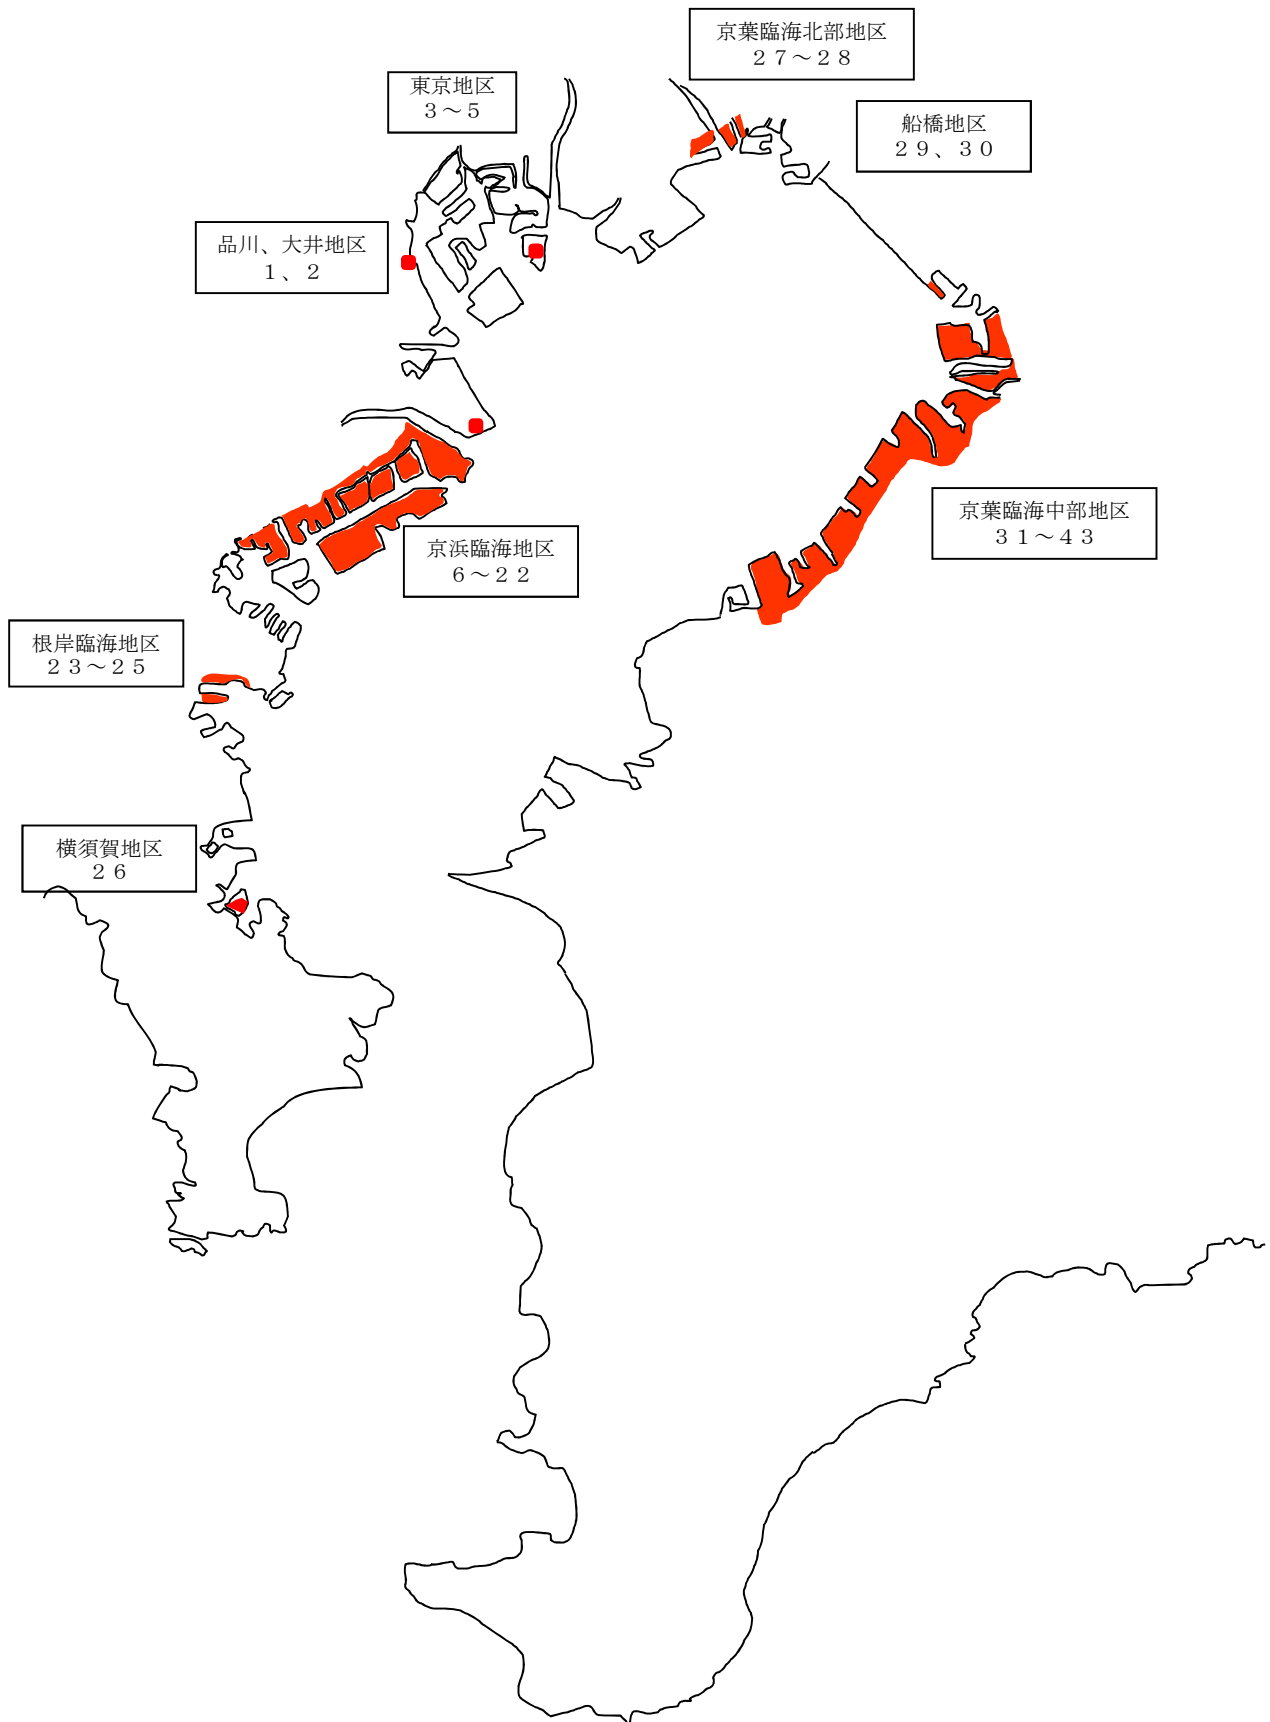 京葉臨海北部地区
２７～２８
東京地区
３～５
船橋地区
２９、３０
品川、大井地区
１、２
京葉臨海中部地区
３１～４３
京浜臨海地区
６～２２
根岸臨海地区
２３～２５
横須賀地区
２６